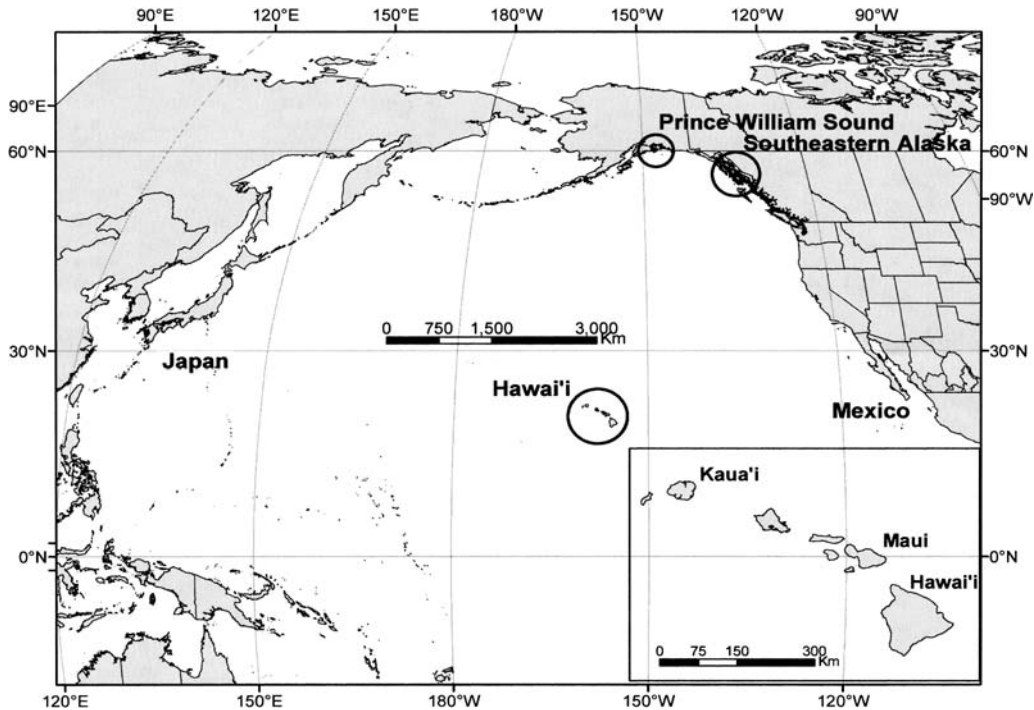 90°E 120°E 150°E 180°W 150°W 120°W 90°W
90°E
Prince William Sound
Southeastern Alaska
60°N 60°N
90°W
0 750 1,500 3,000
Km
30°N 30°N
Japan
Hawai'i
Mexico
Kaua'i
Maui
0°N 0°N
Hawai'i
0 75 150 300
Km
120°E 150°E 180°W 150°W 120°W